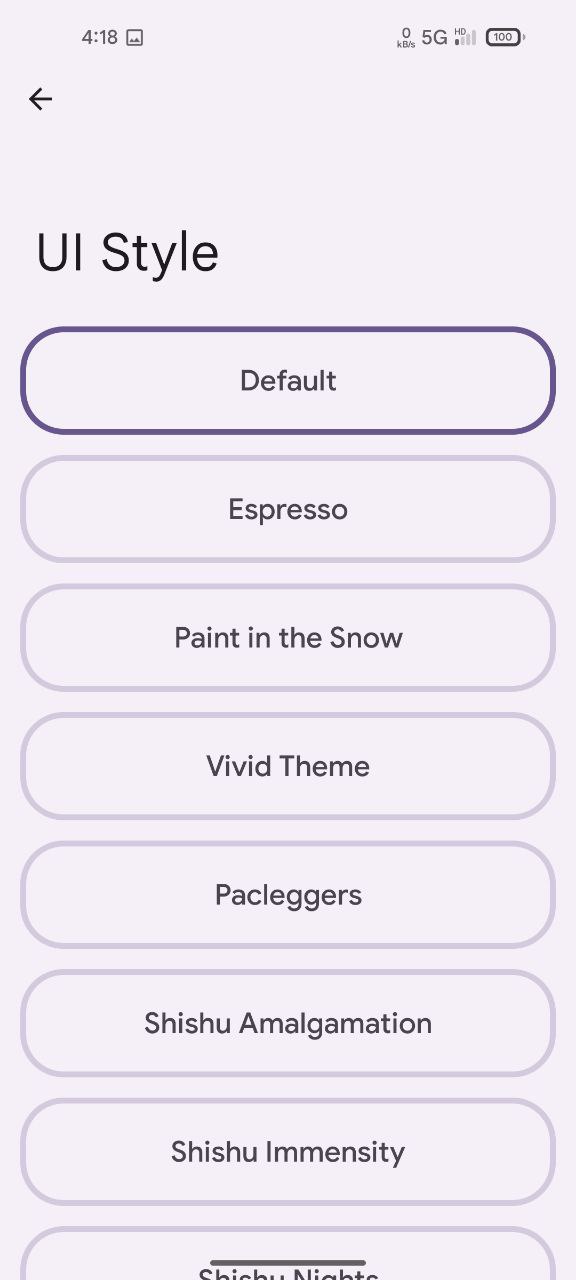 4:18 0 kB/s 5G HD 100
UI Style
Default
Espresso
Paint in the Snow
Vivid Theme
Pacleggers
Shishu Amalgamation
Shishu Immensity
Shishu Nights